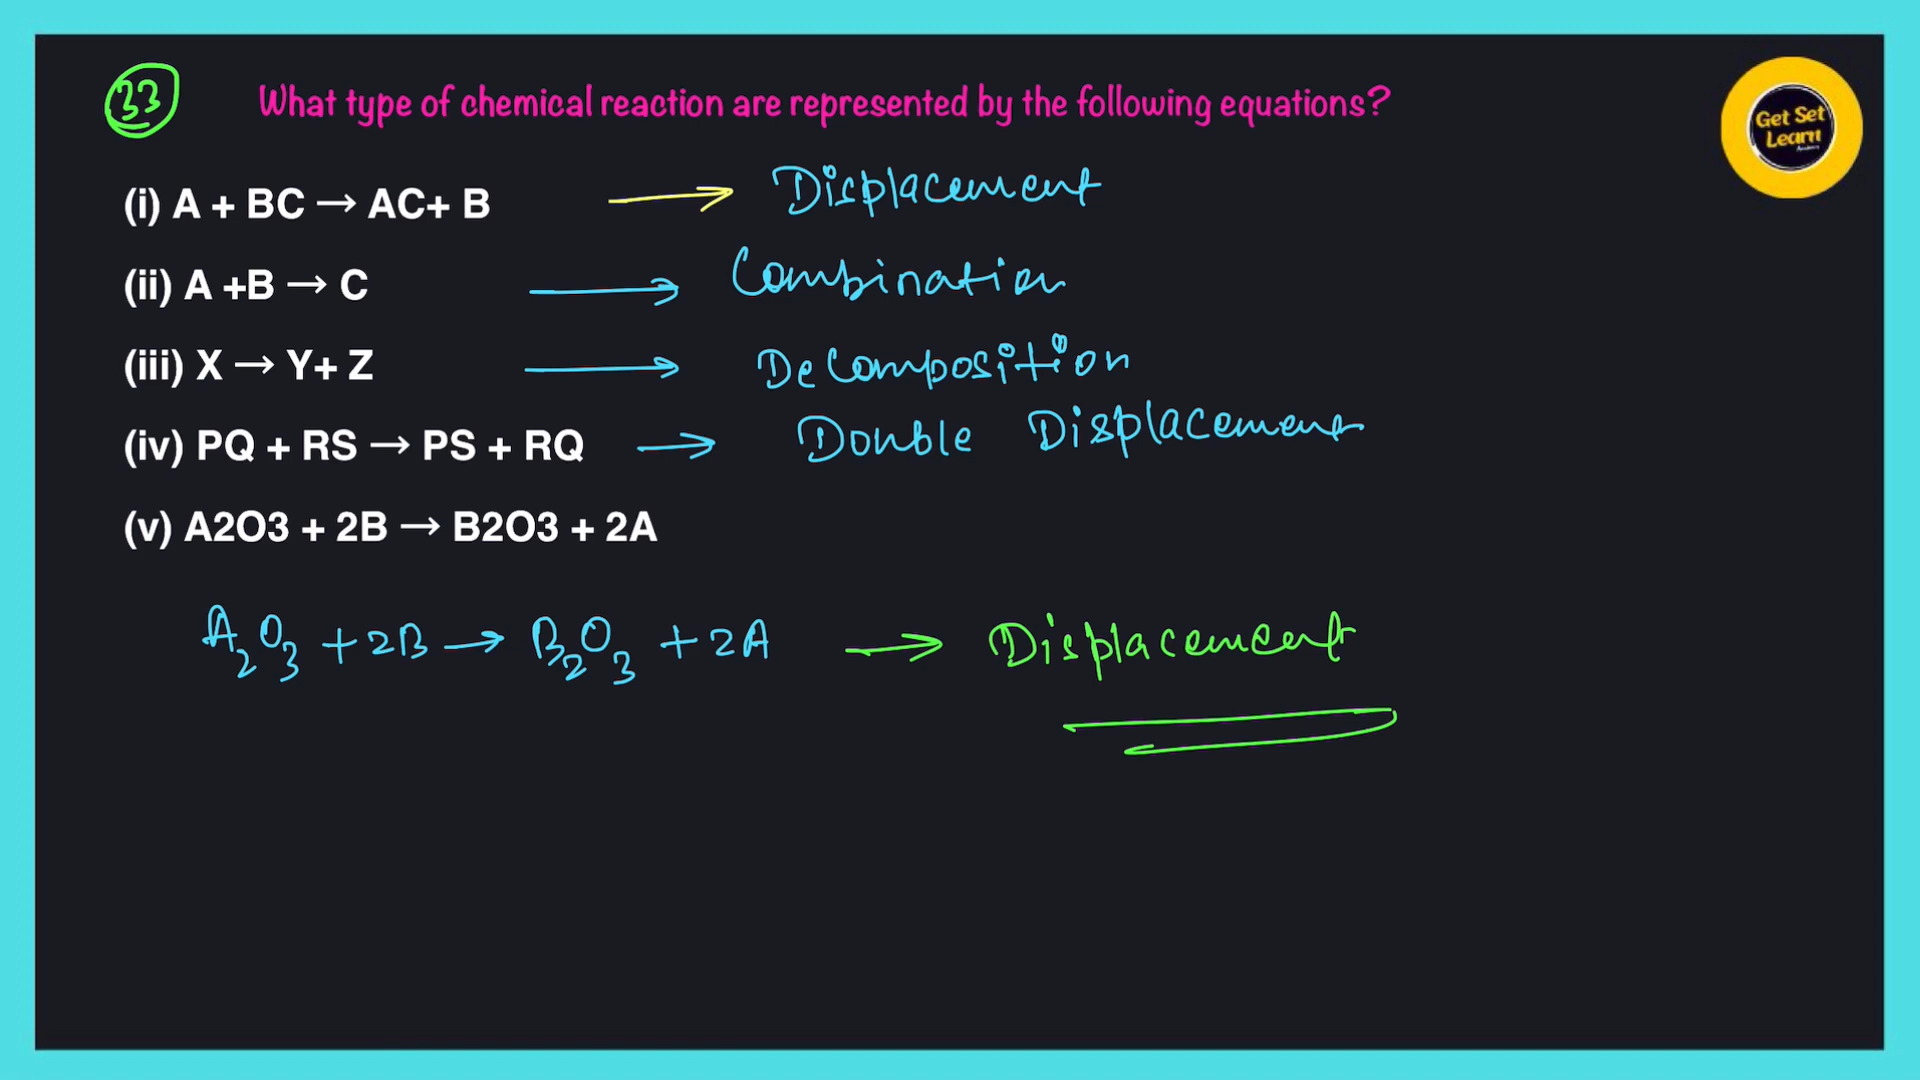 33 What type of chemical reaction are represented by the following equations?
Get Set
Learn
(i) A + BC → AC+ B → Displacement
(ii) A +B → C → Combination
(iii) X → Y+ Z → Decomposition
(iv) PQ + RS → PS + RQ → Double Displacement
(v) A2O3 + 2B → B2O3 + 2A
A₂O₃ + 2B → B₂O₃ + 2A → Displacement